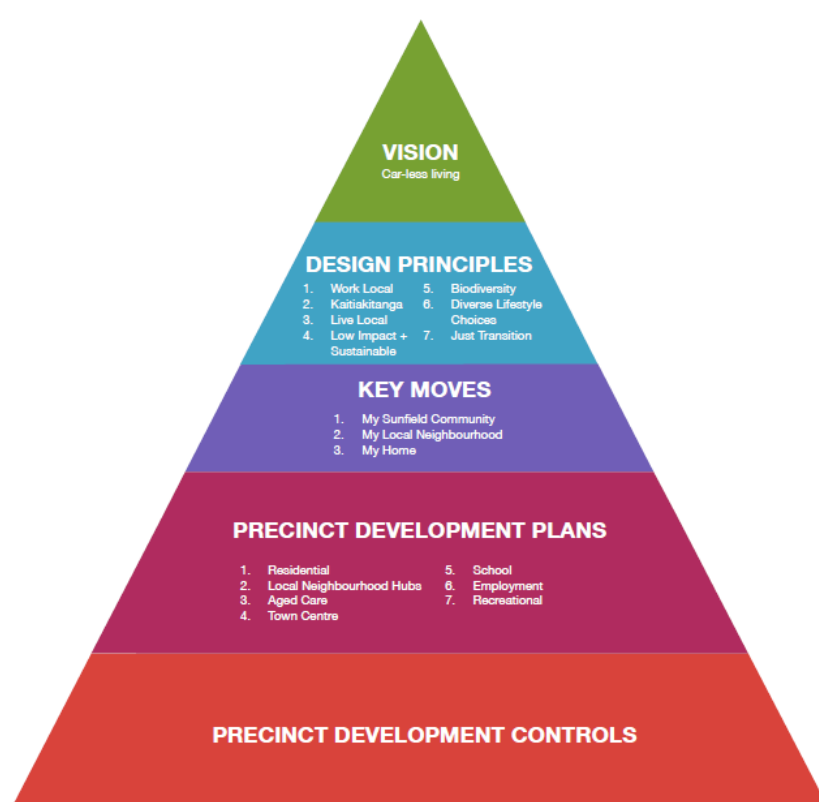 VISION
Car-less living
DESIGN PRINCIPLES
1. Work Local
2. Kaitiakitanga
3. Live Local
4. Low Impact +
Sustainable
5. Biodiversity
6. Diverse Lifestyle
Choices
7. Just Transition
KEY MOVES
1. My Sunfield Community
2. My Local Neighbourhood
3. My Home
PRECINCT DEVELOPMENT PLANS
1. Residential
2. Local Neighbourhood Hubs
3. Aged Care
4. Town Centre
5. School
6. Employment
7. Recreational
PRECINCT DEVELOPMENT CONTROLS